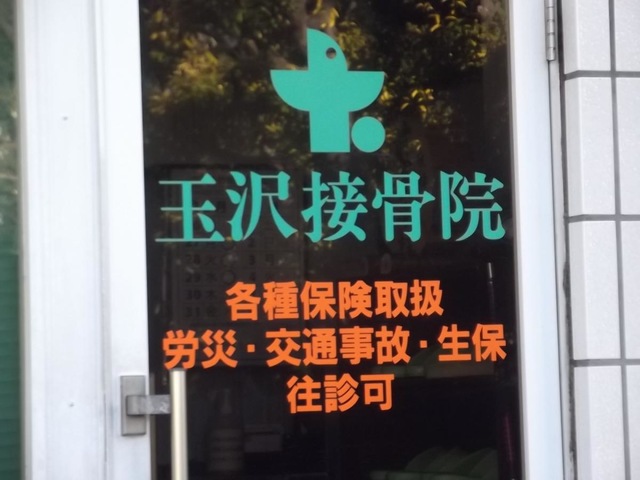 玉沢接骨院
各種保険取扱
労災・交通事故・生保
往診可